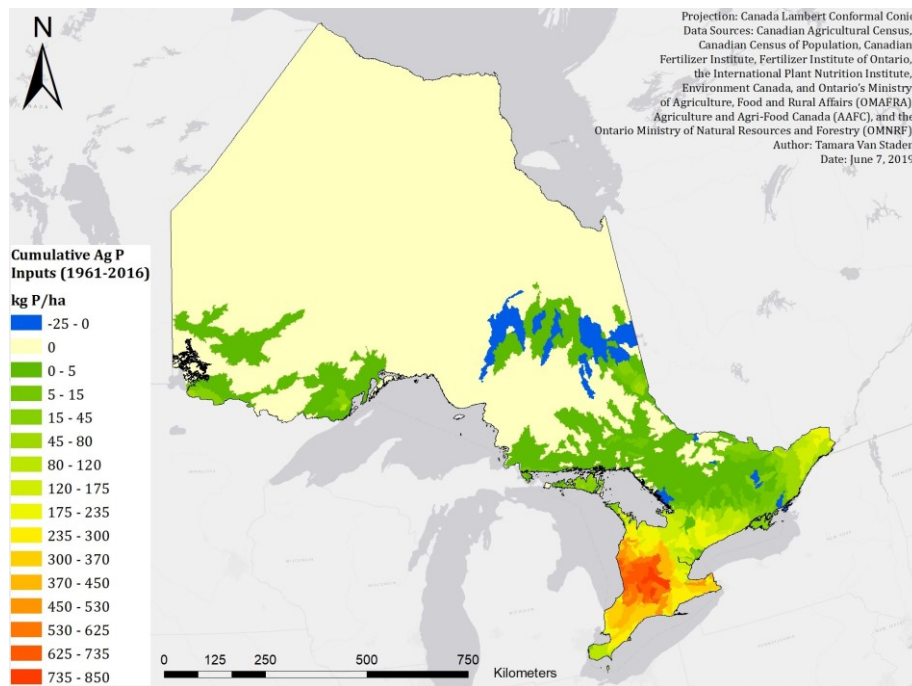 N
Projection: Canada Lambert Conformal Conic
Data Sources: Canadian Agricultural Census,
Canadian Census of Population, Canadian
Fertilizer Institute, Fertilizer Institute of Ontario,
the International Plant Nutrition Institute,
Environment Canada, and Ontario's Ministry
of Agriculture, Food and Rural Affairs (OMAFRA)
Agriculture and Agri-Food Canada (AAFC), and the
Ontario Ministry of Natural Resources and Forestry (OMNRF)
Author: Tamara Van Staden
Date: June 7, 2019
Cumulative Ag P
Inputs (1961-2016)
kg P/ha
-25 - 0
0
0 - 5
5 - 15
15 - 45
45 - 80
80 - 120
120 - 175
175 - 235
235 - 300
300 - 370
370 - 450
450 - 530
530 - 625
625 - 735
735 - 850
0 125 250 500 750
Kilometers